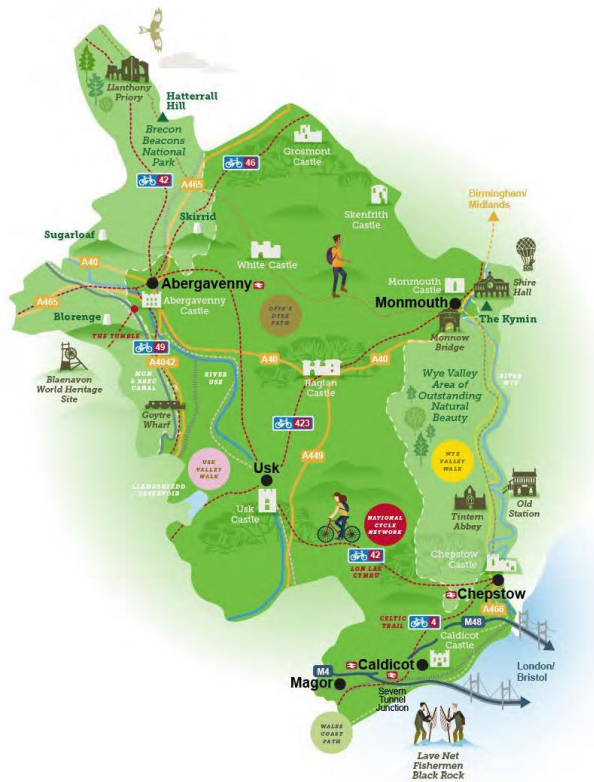 Llanthony
Priory
Hatterrall
Hill
Brecon
Beacons
National
Park
42
46
A465
Grosmont
Castle
Skenfrith
Castle
Birmingham/
Midlands
Sugarloaf
Skirrid
White Castle
A40
Abergavenny
Abergavenny
Castle
Monmouth
Castle
Monmouth
Shire
Hall
The Kymin
Monnow
Bridge
A465
Blorenge
THE TUMBLE
OFFA'S
DYKE
PATH
49
A4042
Blaenavon
World Heritage
Site
MON
& BREC
CANAL
RIVER
USK
A40
A40
Raglan
Castle
Goytre
Wharf
Wye Valley
Area of
Outstanding
Natural
Beauty
RIVER
WYE
423
A449
USK
VALLEY
WALK
Usk
WYE
VALLEY
WALK
LLANDEGFEDD
RESERVOIR
Usk
Castle
NATIONAL
CYCLE
NETWORK
Tintern
Abbey
Old
Station
42
LON LAS
CYMRU
Chepstow
Castle
Chepstow
A466
CELTIC
TRAIL
4
M48
Caldicot
Castle
Caldicot
M4
Magor
Severn
Tunnel
Junction
London/
Bristol
WALES
COAST
PATH
Lave Net
Fishermen
Black Rock